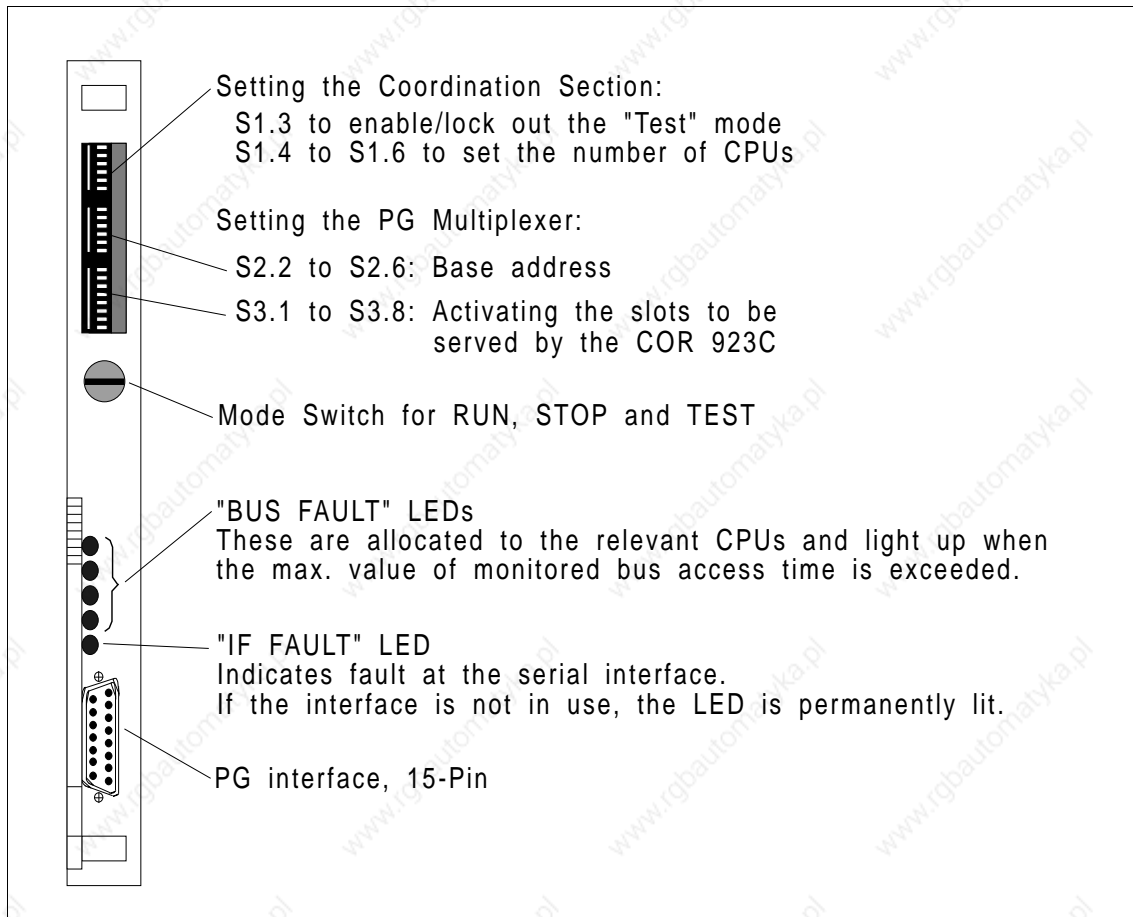 Setting the Coordination Section:
S1.3 to enable/lock out the "Test" mode
S1.4 to S1.6 to set the number of CPUs
Setting the PG Multiplexer:
S2.2 to S2.6: Base address
S3.1 to S3.8: Activating the slots to be
served by the COR 923C
Mode Switch for RUN, STOP and TEST
"BUS FAULT" LEDs
These are allocated to the relevant CPUs and light up when
the max. value of monitored bus access time is exceeded.
"IF FAULT" LED
Indicates fault at the serial interface.
If the interface is not in use, the LED is permanently lit.
PG interface, 15-Pin
www.rgbautomatyka.pl